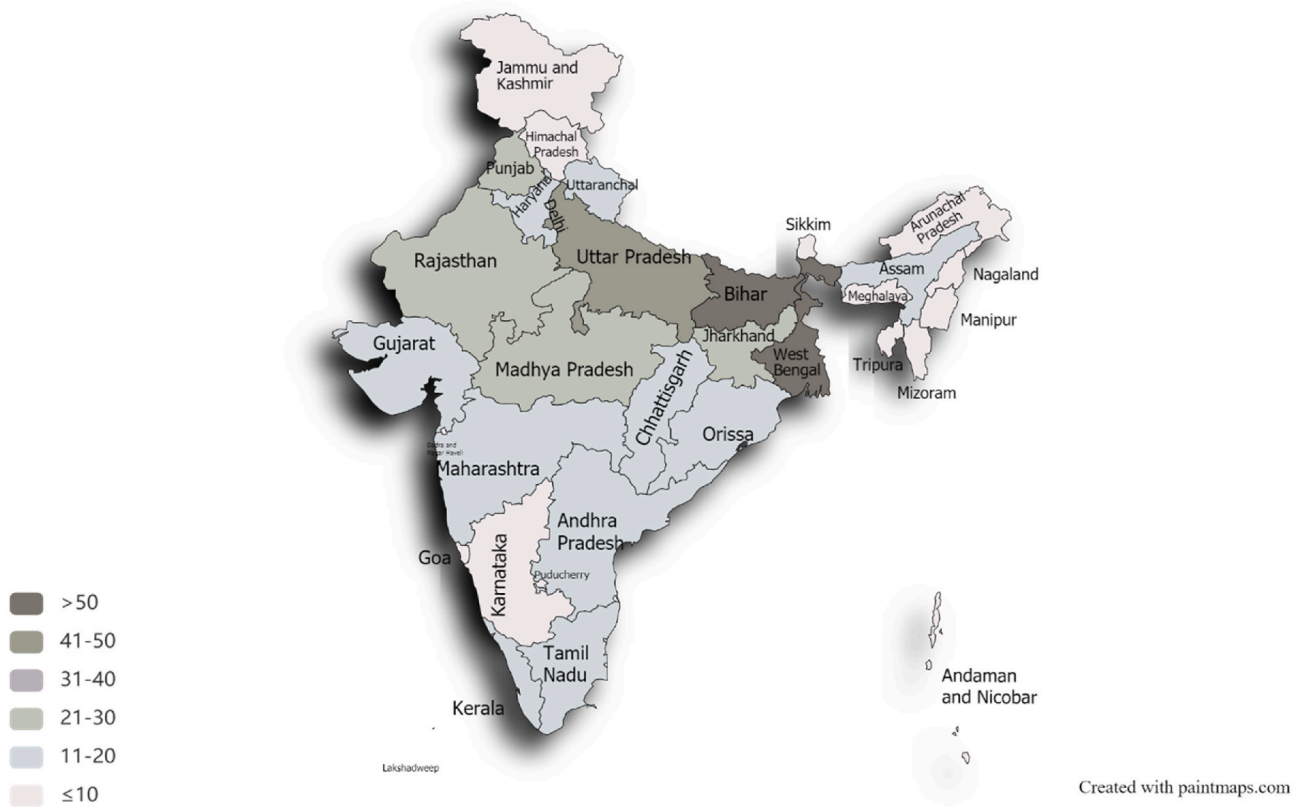 Jammu and
Kashmir
Himachal
Pradesh
Punjab
Uttaranchal
Haryana
Delhi
Arunachal
Pradesh
Sikkim
Rajasthan
Uttar Pradesh
Assam
Nagaland
Bihar
Meghalaya
Manipur
Jharkhand
Gujarat
Madhya Pradesh
West
Bengal
Tripura
Mizoram
Chhattisgarh
Orissa
Dadra and
Nagar Haveli
Maharashtra
Andhra
Pradesh
Goa
Karnataka
Puducherry
Tamil
Nadu
Kerala
Lakshadweep
Andaman
and Nicobar
>50
41-50
31-40
21-30
11-20
≤10
Created with paintmaps.com